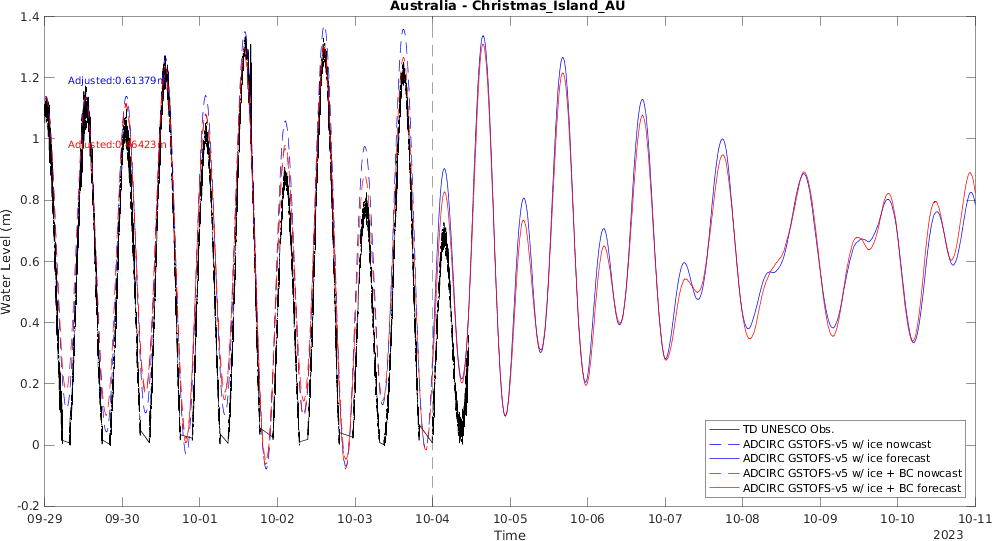 Australia - Christmas_Island_AU
1.4
1.2
1
0.8
0.6
0.4
0.2
0
-0.2
Water Level (m)
Adjusted:0.61379m
TD UNESCO Obs.
ADCIRC GSTOFS-v5 w/ ice nowcast
ADCIRC GSTOFS-v5 w/ ice forecast
ADCIRC GSTOFS-v5 w/ ice + BC nowcast
ADCIRC GSTOFS-v5 w/ ice + BC forecast
09-29 09-30 10-01 10-02 10-03 10-04 10-05 10-06 10-07 10-08 10-09 10-10 10-11
Time
2023